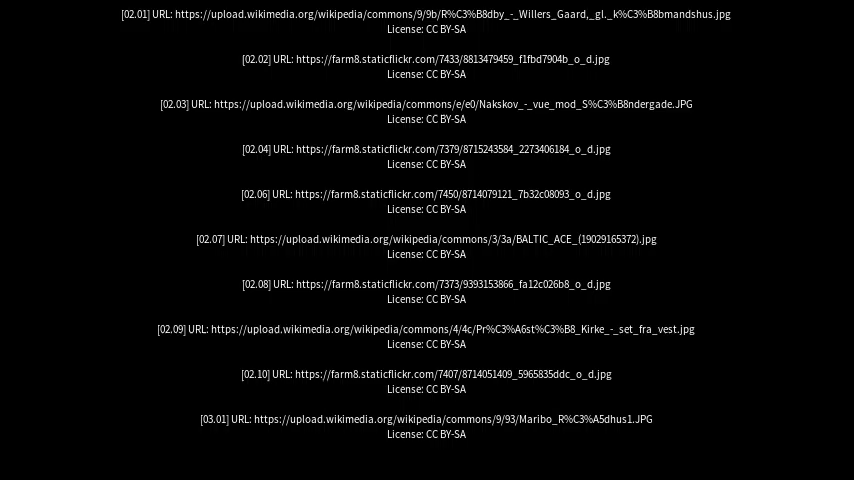 [02.01] URL: https://upload.wikimedia.org/wikipedia/commons/9/9b/R%C3%B8dby_-_Willers_Gaard,_gl._k%C3%B8bmandshus.jpg
License: CC BY-SA
[02.02] URL: https://farm8.staticflickr.com/7433/8813479459_f1fbd7904b_o_d.jpg
License: CC BY-SA
[02.03] URL: https://upload.wikimedia.org/wikipedia/commons/e/e0/Nakskov_-_vue_mod_S%C3%B8ndergade.JPG
License: CC BY-SA
[02.04] URL: https://farm8.staticflickr.com/7379/8715243584_2273406184_o_d.jpg
License: CC BY-SA
[02.06] URL: https://farm8.staticflickr.com/7450/8714079121_7b32c08093_o_d.jpg
License: CC BY-SA
[02.07] URL: https://upload.wikimedia.org/wikipedia/commons/3/3a/BALTIC_ACE_(19029165372).jpg
License: CC BY-SA
[02.08] URL: https://farm8.staticflickr.com/7373/9393153866_fa12c026b8_o_d.jpg
License: CC BY-SA
[02.09] URL: https://upload.wikimedia.org/wikipedia/commons/4/4c/Pr%C3%A6st%C3%B8_Kirke_-_set_fra_vest.jpg
License: CC BY-SA
[02.10] URL: https://farm8.staticflickr.com/7407/8714051409_5965835ddc_o_d.jpg
License: CC BY-SA
[03.01] URL: https://upload.wikimedia.org/wikipedia/commons/9/93/Maribo_R%C3%A5dhus1.JPG
License: CC BY-SA